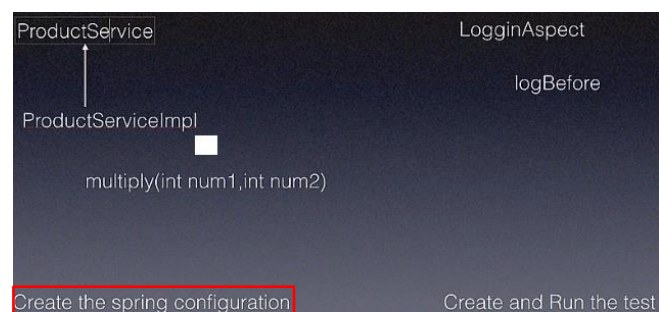 ProductService
LogginAspect
logBefore
ProductServiceImpl
multiply(int num1,int num2)
Create the spring configuration
Create and Run the test